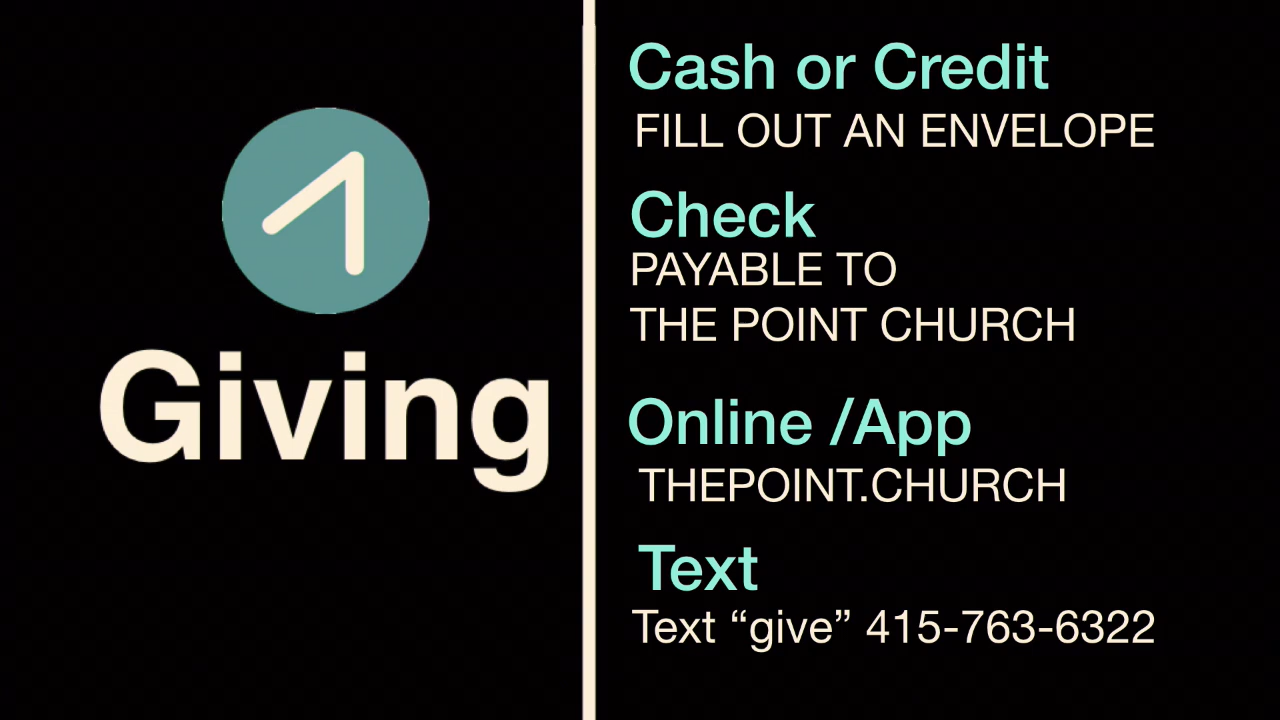 Giving
Cash or Credit
FILL OUT AN ENVELOPE
Check
PAYABLE TO
THE POINT CHURCH
Online /App
THEPOINT.CHURCH
Text
Text “give” 415-763-6322